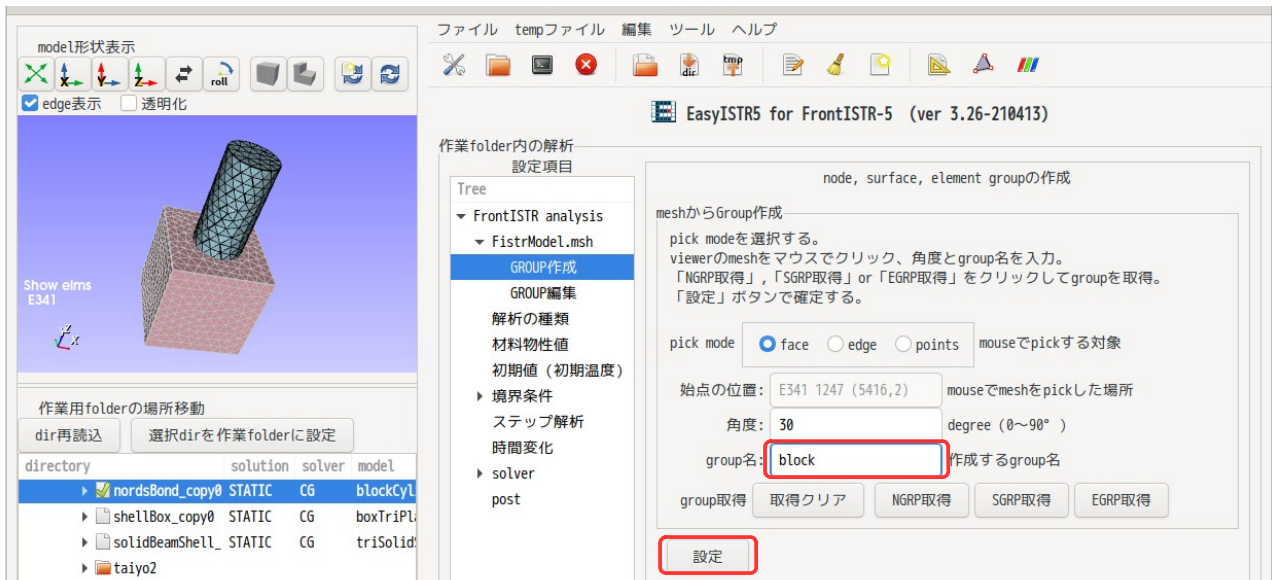 model形状表示
roll
edge表示 透明化
Show elms
E341
作業用folderの場所移動
dir再読込 選択dirを作業folderに設定
directory solution solver model
nordsBond_copy0 STATIC CG blockCyl
shellBox_copy0 STATIC CG boxTriPl
solidBeamShell_ STATIC CG triSolid
taiyo2
ファイル tempファイル 編集 ツール ヘルプ
dir tmp
EasyISTR5 for FrontISTR-5 (ver 3.26-210413)
作業folder内の解析
設定項目
Tree
FrontISTR analysis
FistrModel.msh
GROUP作成
GROUP編集
解析の種類
材料物性値
初期値 (初期温度)
境界条件
ステップ解析
時間変化
solver
post
node, surface, element groupの作成
meshからGroup作成
pick modeを選択する。
viewerのmeshをマウスでクリック、角度とgroup名を入力。
「NGRP取得」,「SGRP取得」or「EGRP取得」をクリックしてgroupを取得。
「設定」ボタンで確定する。
pick mode face edge points mouseでpickする対象
始点の位置: E341 1247 (5416,2) mouseでmeshをpickした場所
角度: 30 degree (0〜90° )
group名: block 作成するgroup名
group取得 取得クリア NGRP取得 SGRP取得 EGRP取得
設定